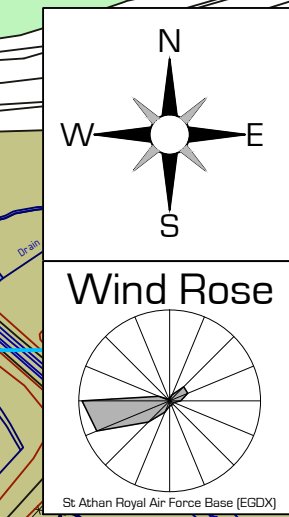 N
W E
S
Drain
Wind Rose
St Athan Royal Air Force Base (EGDX)